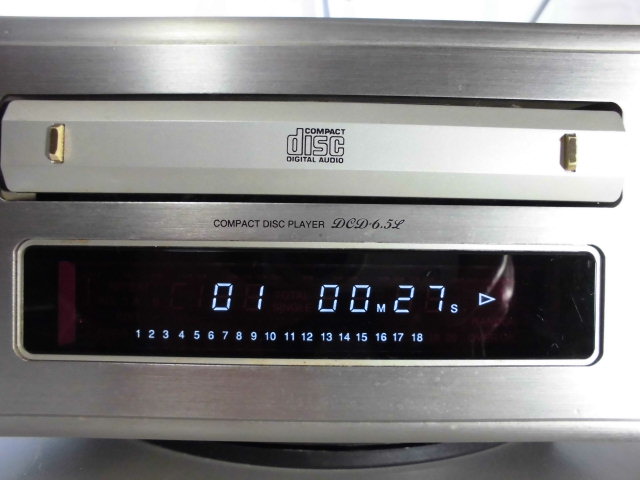 COMPACT
disc
DIGITAL AUDIO
COMPACT DISC PLAYER DCD-6.5L
01 00M27S
1 2 3 4 5 6 7 8 9 10 11 12 13 14 15 16 17 18